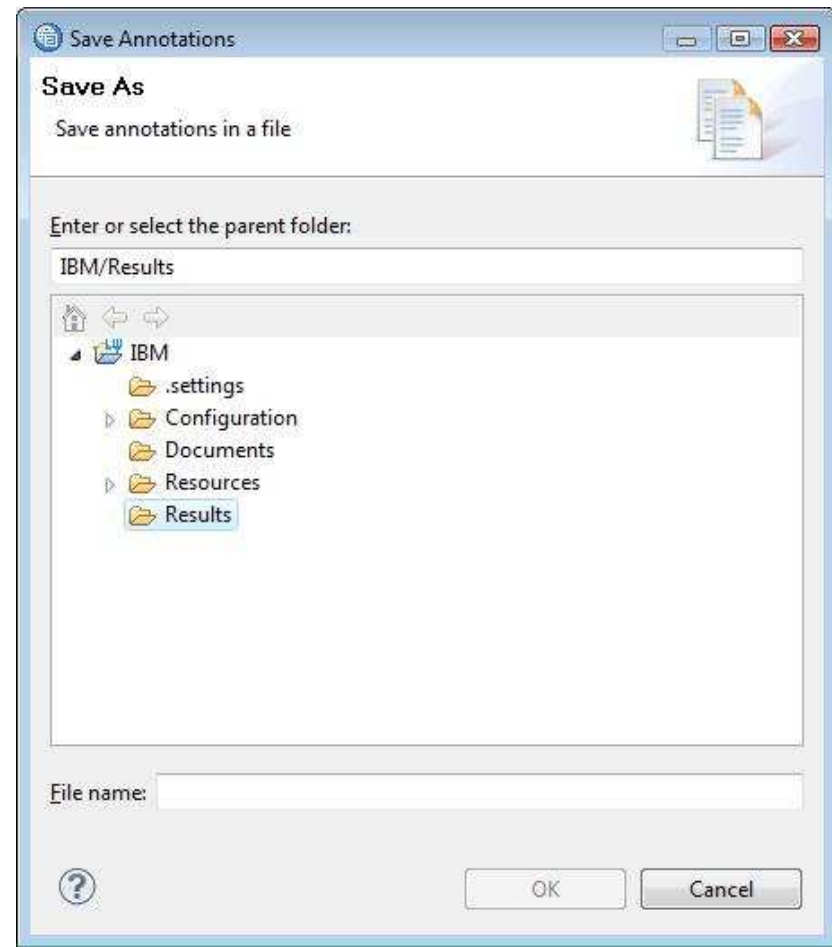 Save Annotations
Save As
Save annotations in a file
Enter or select the parent folder:
IBM/Results
IBM
.settings
Configuration
Documents
Resources
Results
File name:
OK
Cancel